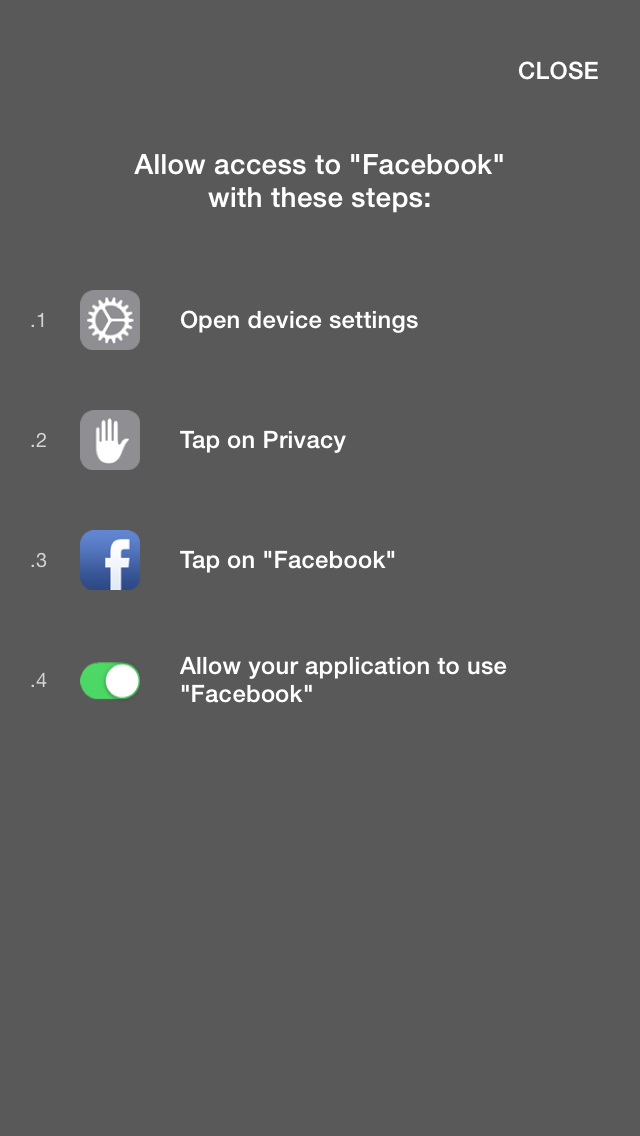 CLOSE
Allow access to "Facebook"
with these steps:
.1 Open device settings
.2 Tap on Privacy
.3 Tap on "Facebook"
.4 Allow your application to use
"Facebook"